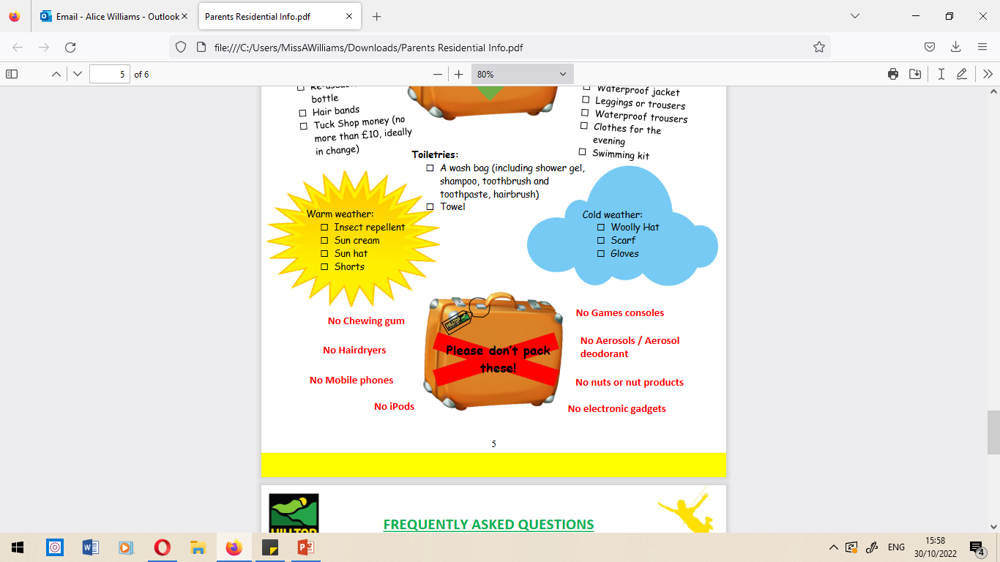 Email - Alice Williams - Outlook
Parents Residential Info.pdf
file:///C:/Users/MissAWilliams/Downloads/Parents Residential Info.pdf
5 of 6
80%
bottle
Hair bands
Tuck Shop money (no
more than £10, ideally
in change)
Waterproof jacket
Leggings or trousers
Waterproof trousers
Clothes for the
evening
Swimming kit
Toiletries:
A wash bag (including shower gel,
shampoo, toothbrush and
toothpaste, hairbrush)
Towel
Warm weather:
Insect repellent
Sun cream
Sun hat
Shorts
Cold weather:
Woolly Hat
Scarf
Gloves
No Chewing gum
No Hairdryers
No Mobile phones
No iPods
HILLTOP
Please don't pack
these!
No Games consoles
No Aerosols / Aerosol
deodorant
No nuts or nut products
No electronic gadgets
5
HILLTOP
FREQUENTLY ASKED QUESTIONS
ENG
15:58
30/10/2022
4